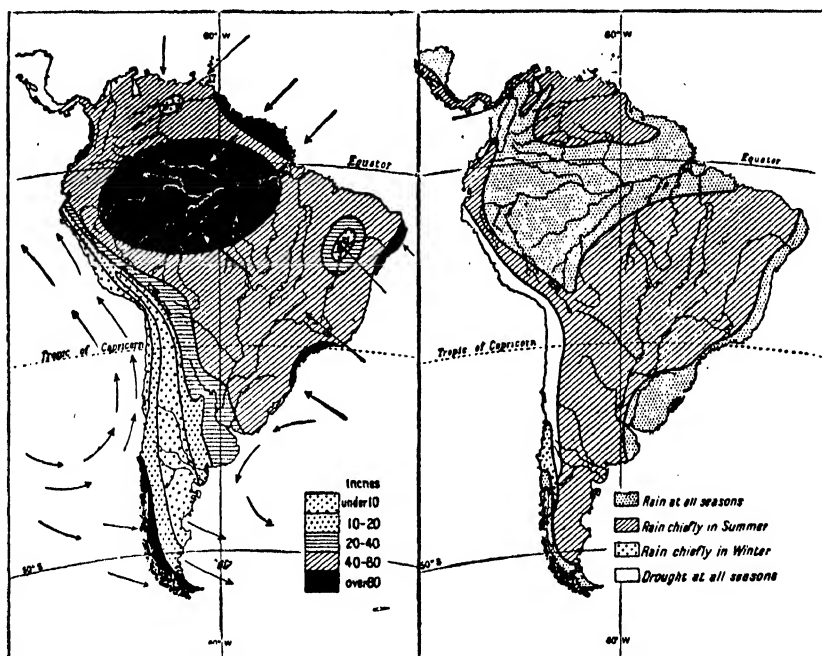 60° W
Equator
Tropic of Capricorn
Inches
under 10
10-20
20-40
40-80
over 80
50° S
60° W
60° W
Equator
Tropic of Capricorn
Rain at all seasons
Rain chiefly in Summer
Rain chiefly in Winter
Drought at all seasons
60° W